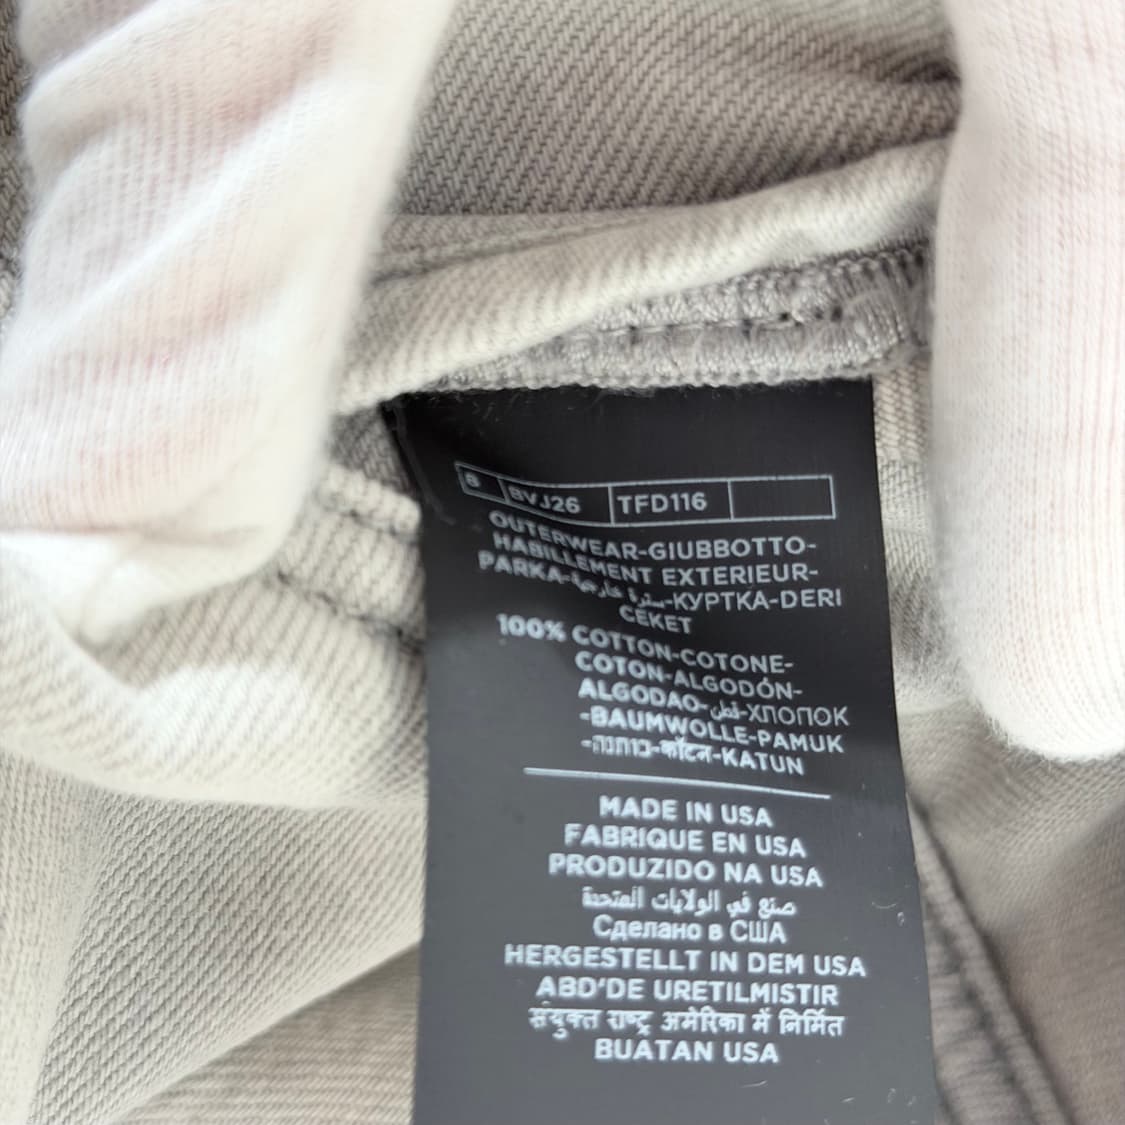 8 BVJ26 TFD116
OUTERWEAR-GIUBBOTTO-
HABILLEMENT EXTERIEUR-
PARKA-سترة خارجية-КУРТКА-DERI
CEKET
100% COTTON-COTONE-
COTON-ALGODÓN-
ALGODAO-قطن-ХЛОПОК
-BAUMWOLLE-PAMUK
-כותנה-कॉटन-KATUN
MADE IN USA
FABRIQUE EN USA
PRODUZIDO NA USA
صنع في الولايات المتحدة
Сделано в США
HERGESTELLT IN DEM USA
ABD'DE URETILMISTIR
संयुक्त राष्ट्र अमेरिका में निर्मित
BUATAN USA